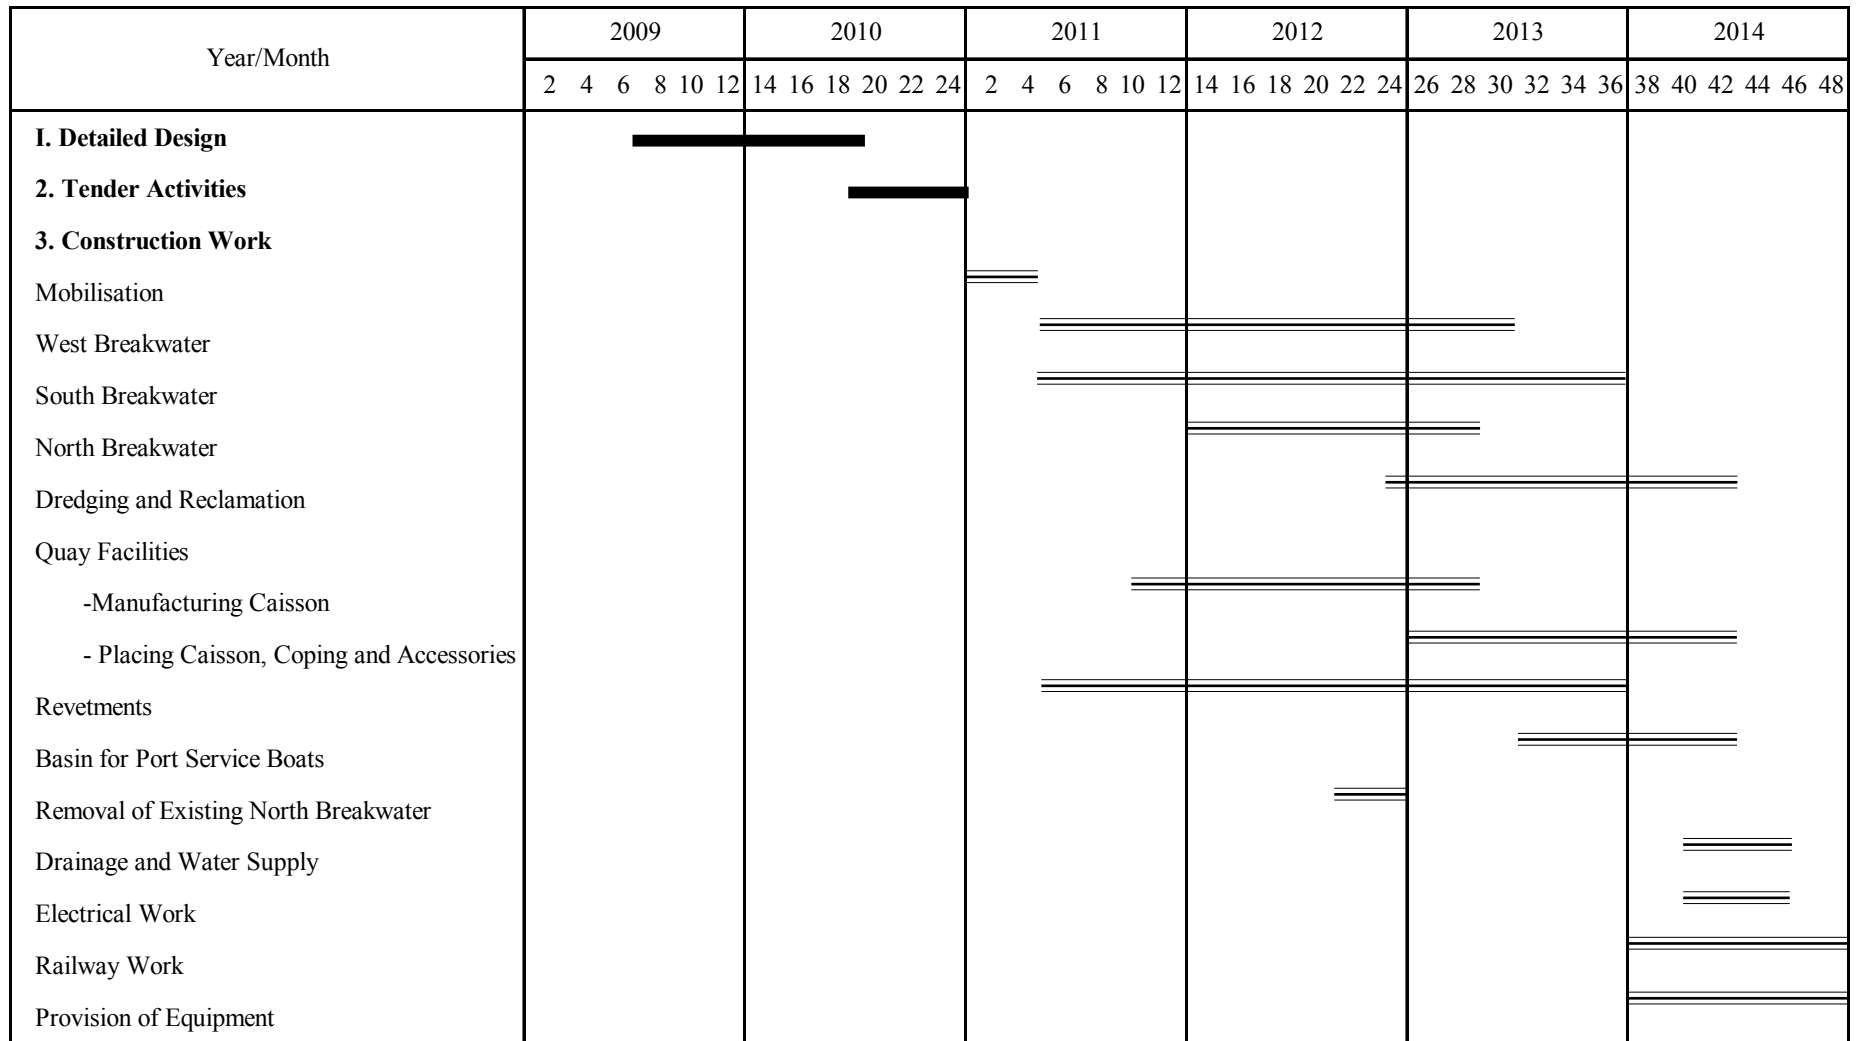 Year/Month 2009 2010 2011 2012 2013 2014
2 4 6 8 10 12 14 16 18 20 22 24 2 4 6 8 10 12 14 16 18 20 22 24 26 28 30 32 34 36 38 40 42 44 46 48
I. Detailed Design
2. Tender Activities
3. Construction Work
Mobilisation
West Breakwater
South Breakwater
North Breakwater
Dredging and Reclamation
Quay Facilities
-Manufacturing Caisson
- Placing Caisson, Coping and Accessories
Revetments
Basin for Port Service Boats
Removal of Existing North Breakwater
Drainage and Water Supply
Electrical Work
Railway Work
Provision of Equipment